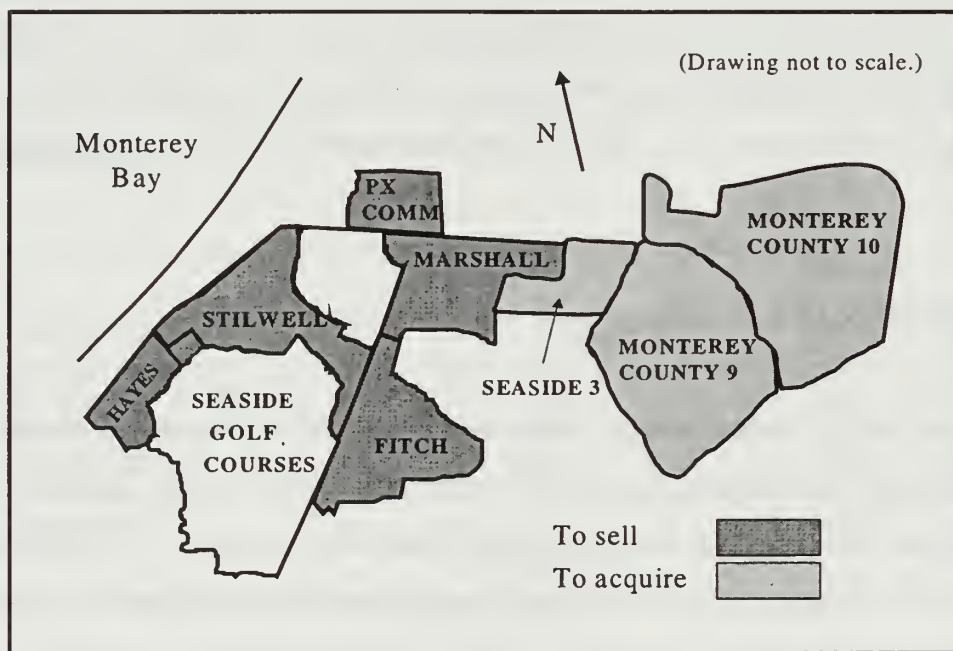 (Drawing not to scale.)
Monterey
Bay
N
PX
COMM
MONTEREY
COUNTY 10
MARSHALL
STILWELL
MONTEREY
COUNTY 9
HAYES
SEASIDE 3
SEASIDE
GOLF
COURSES
FITCH
To sell
To acquire